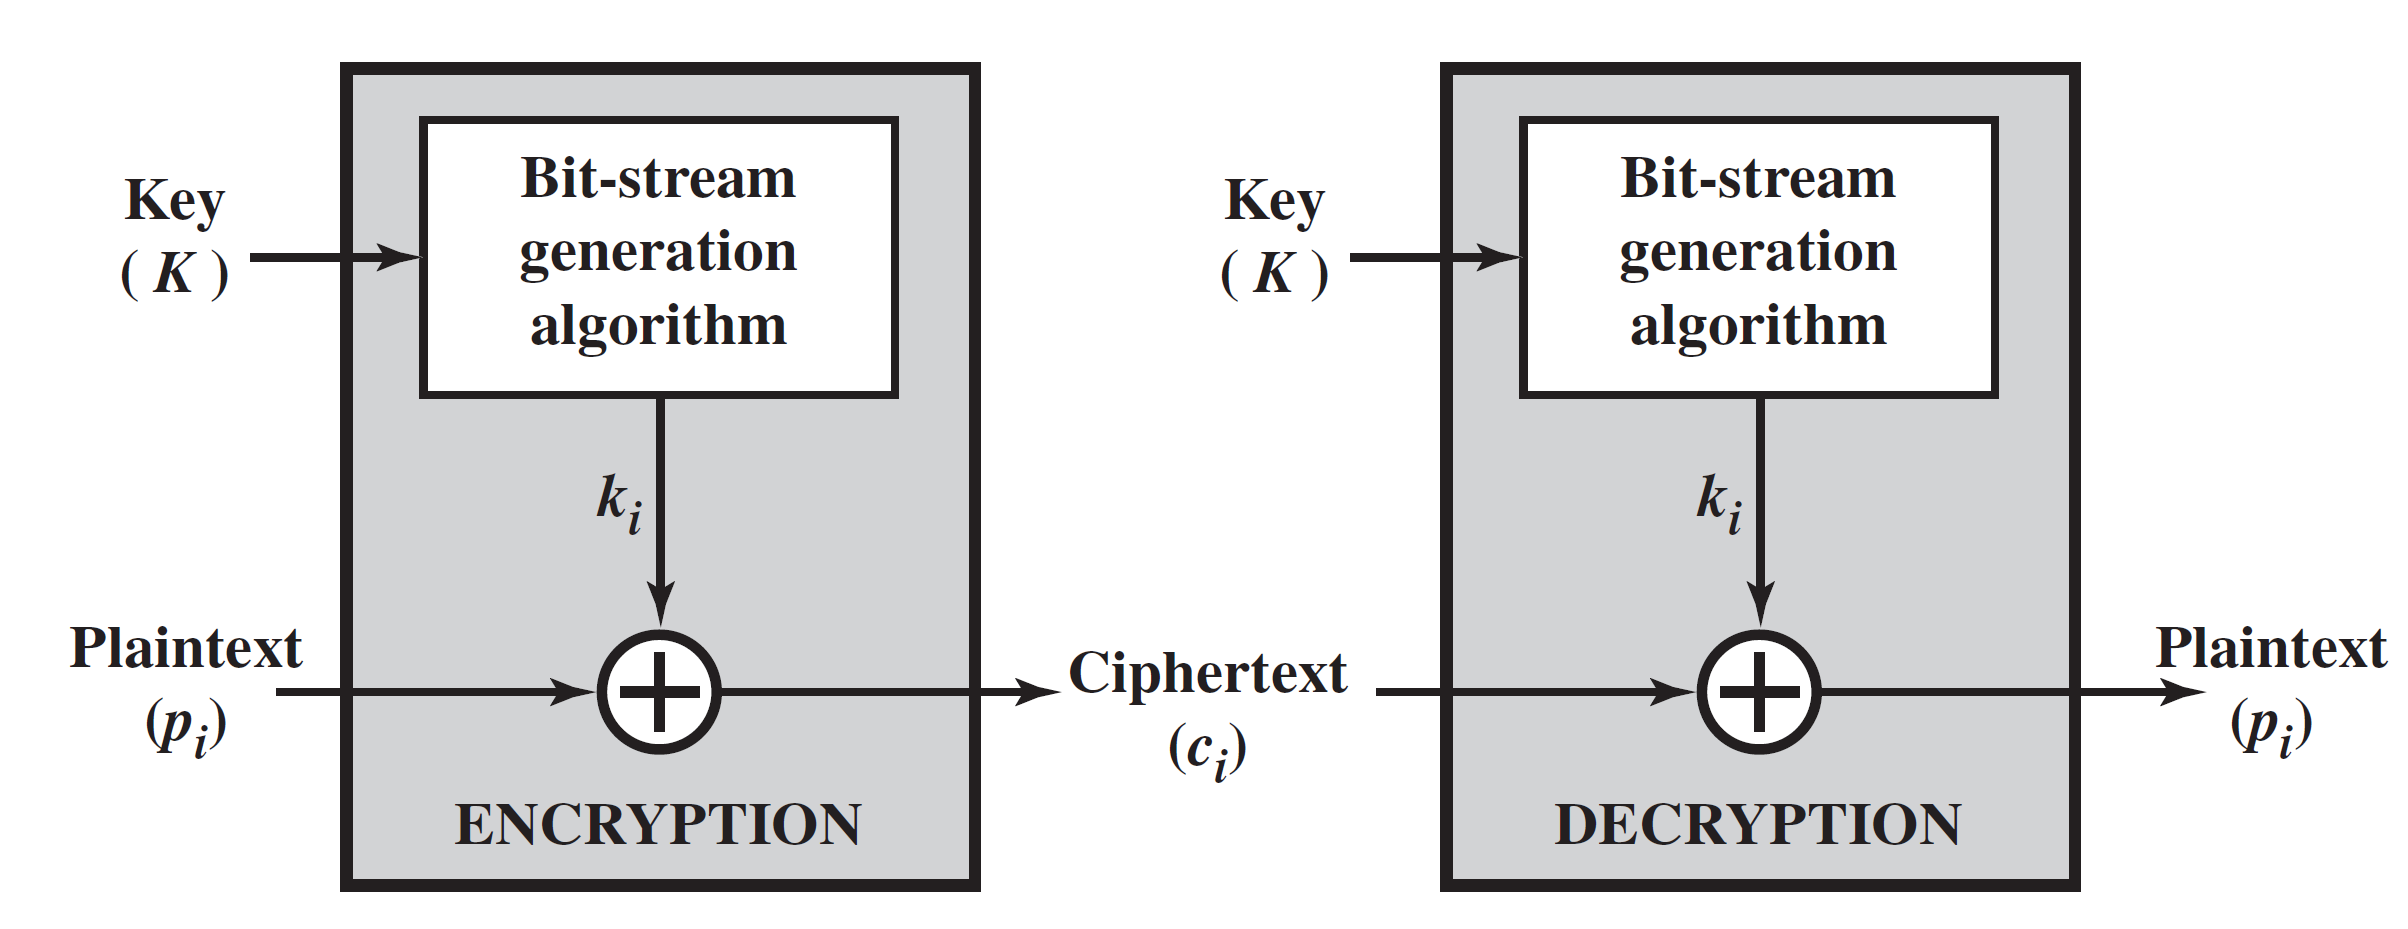 Key
( K )
Bit-stream
generation
algorithm
k_i
Plaintext
(p_i)
ENCRYPTION
Ciphertext
(c_i)
Key
( K )
Bit-stream
generation
algorithm
k_i
Plaintext
(p_i)
DECRYPTION